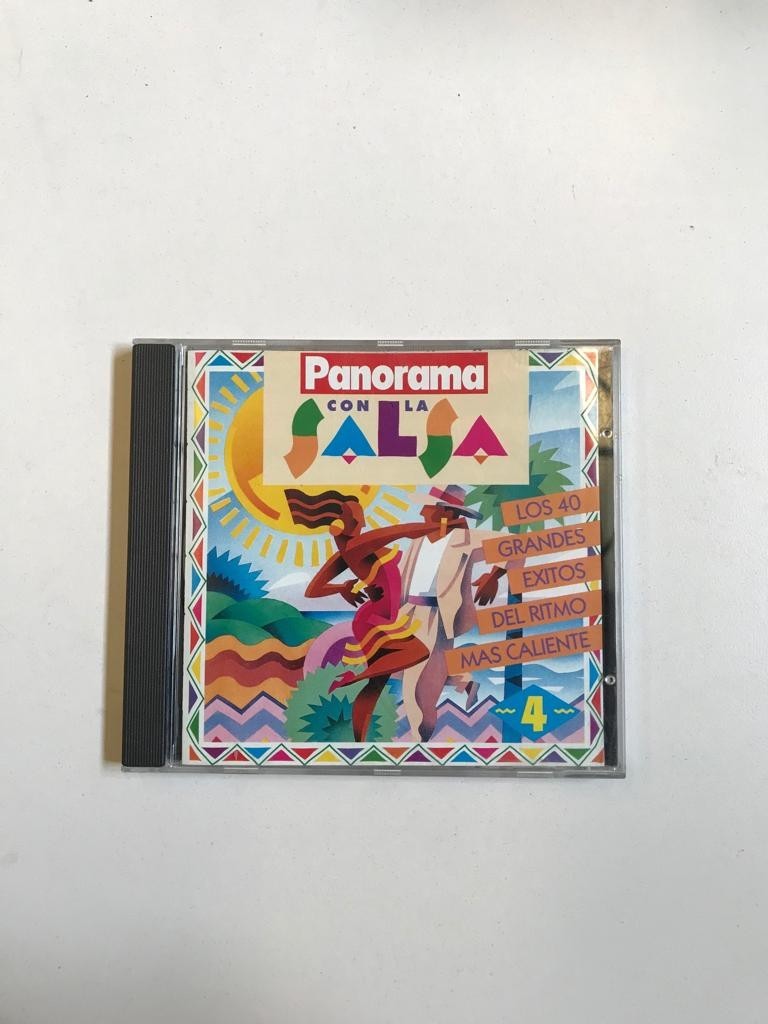 Panorama
CON LA
SALSA
LOS 40
GRANDES
EXITOS
DEL RITMO
MAS CALIENTE
4